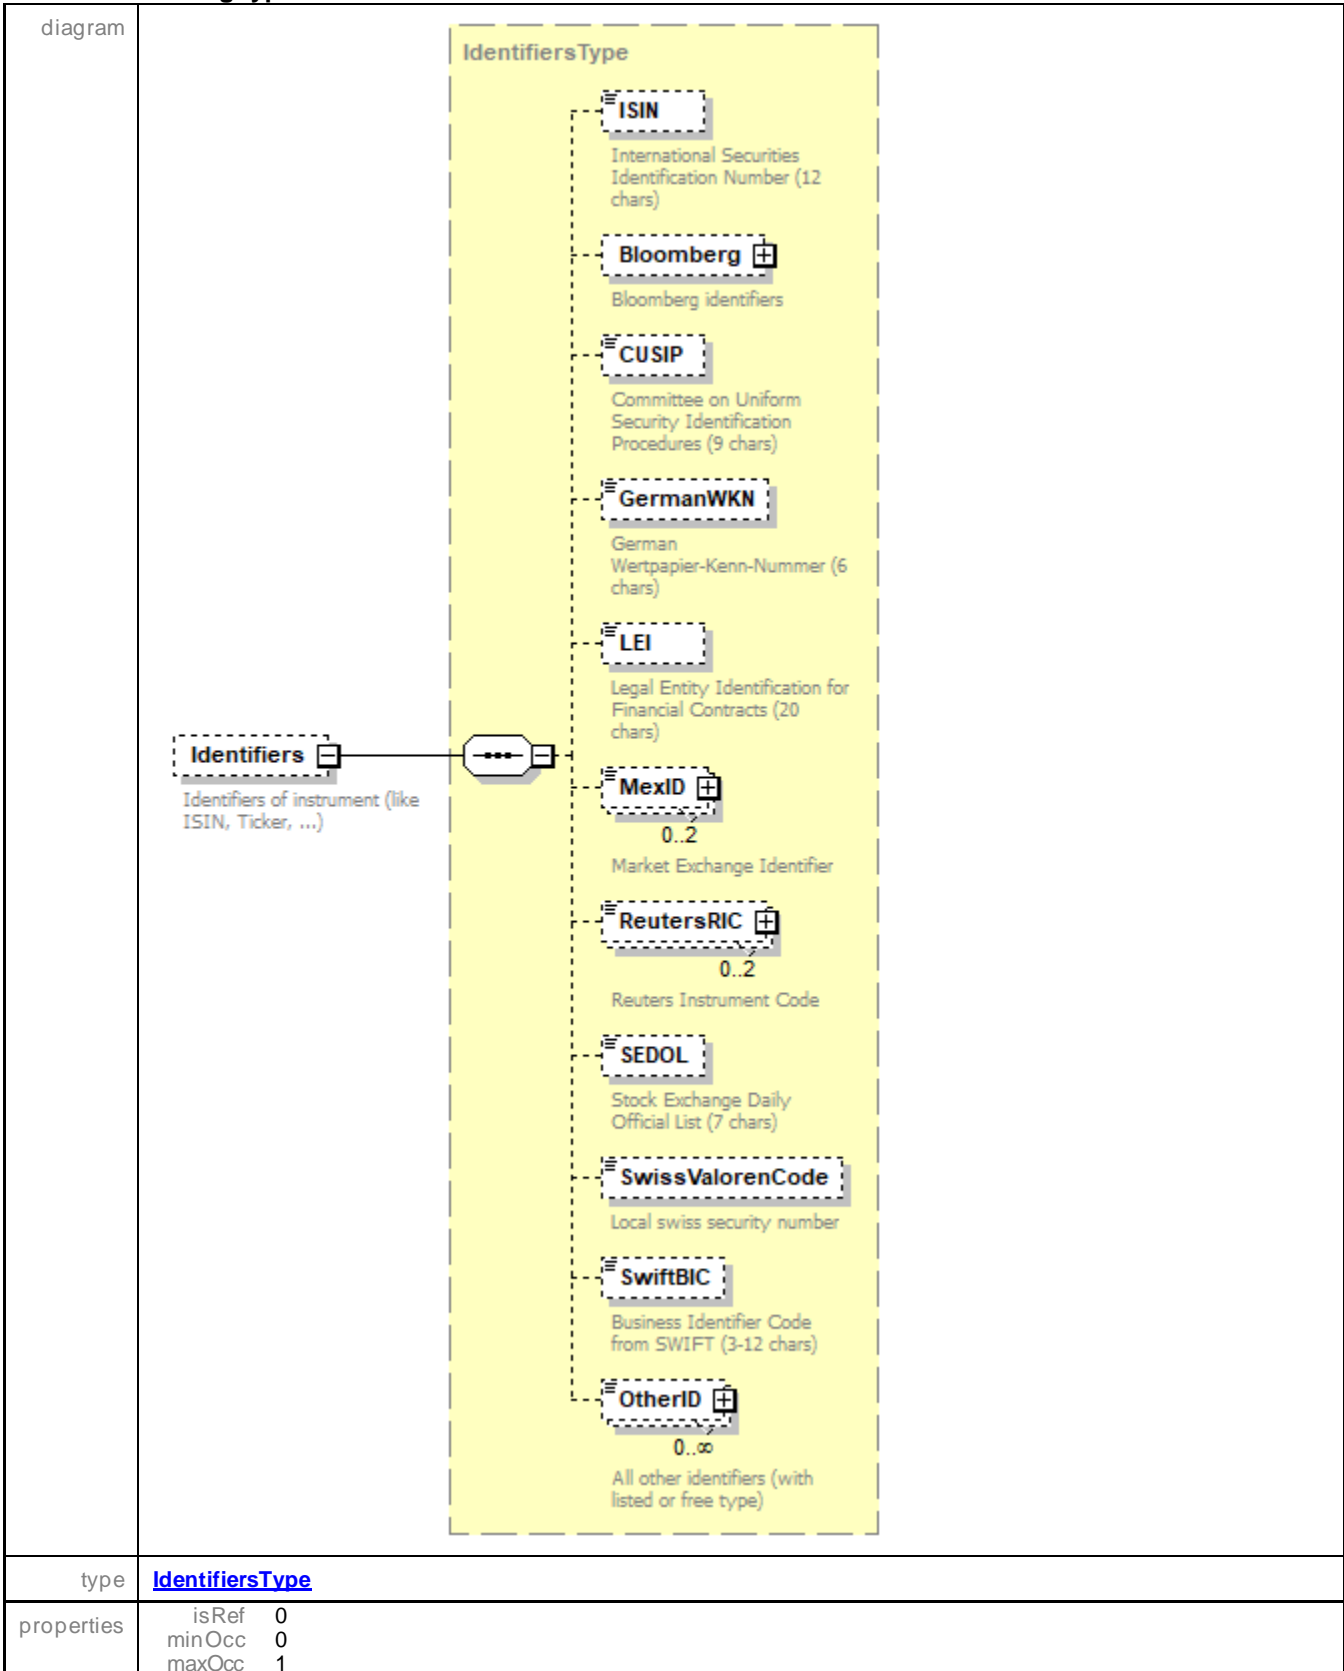 diagram
IdentifiersType
ISIN
International Securities
Identification Number (12
chars)
Bloomberg
Bloomberg identifiers
CUSIP
Committee on Uniform
Security Identification
Procedures (9 chars)
GermanWKN
German
Wertpapier-Kenn-Nummer (6
chars)
LEI
Legal Entity Identification for
Financial Contracts (20
chars)
Identifiers
Identifiers of instrument (like
ISIN, Ticker, ...)
MexID
0..2
Market Exchange Identifier
ReutersRIC
0..2
Reuters Instrument Code
SEDOL
Stock Exchange Daily
Official List (7 chars)
SwissValorenCode
Local swiss security number
SwiftBIC
Business Identifier Code
from SWIFT (3-12 chars)
OtherID
0..∞
All other identifiers (with
listed or free type)
type IdentifiersType
properties
isRef 0
minOcc 0
maxOcc 1